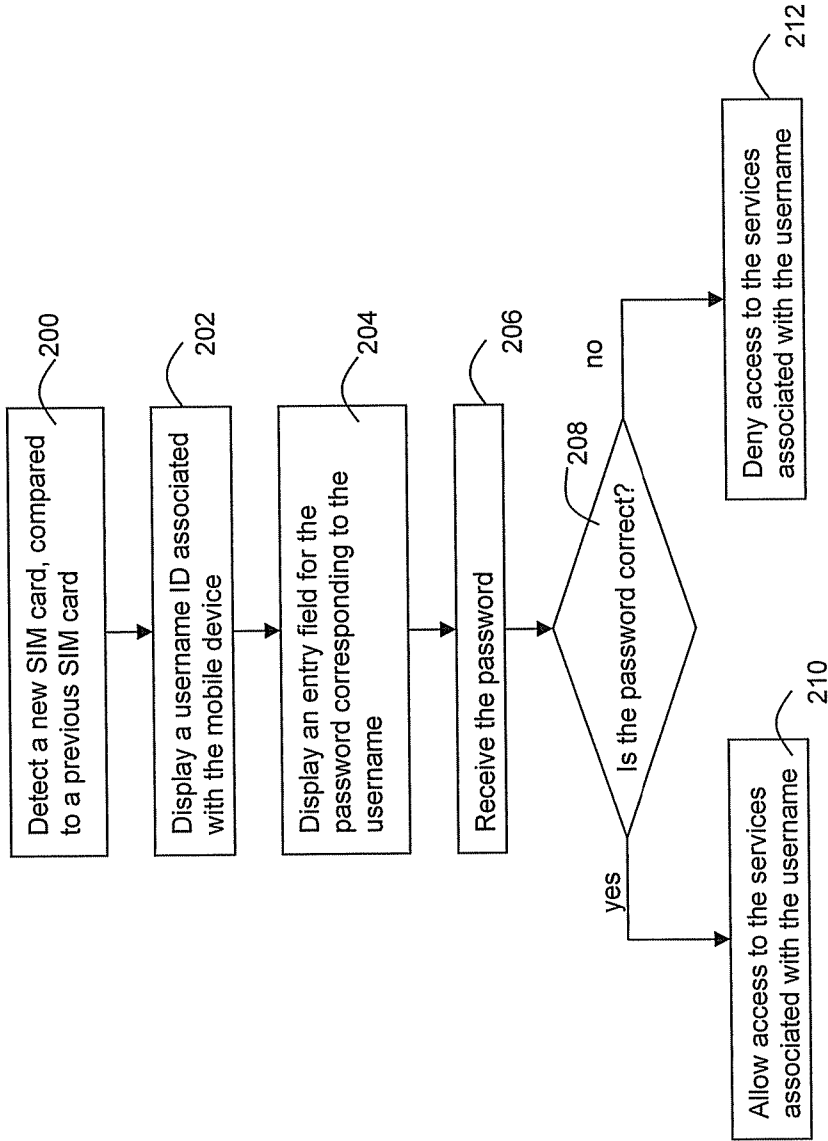 Detect a new SIM card, compared
to a previous SIM card
200
Display a username ID associated
with the mobile device
202
Display an entry field for the
password corresponding to the
username
204
Receive the password
206
Is the password correct?
208
yes
no
Allow access to the services
associated with the username
210
Deny access to the services
associated with the username
212